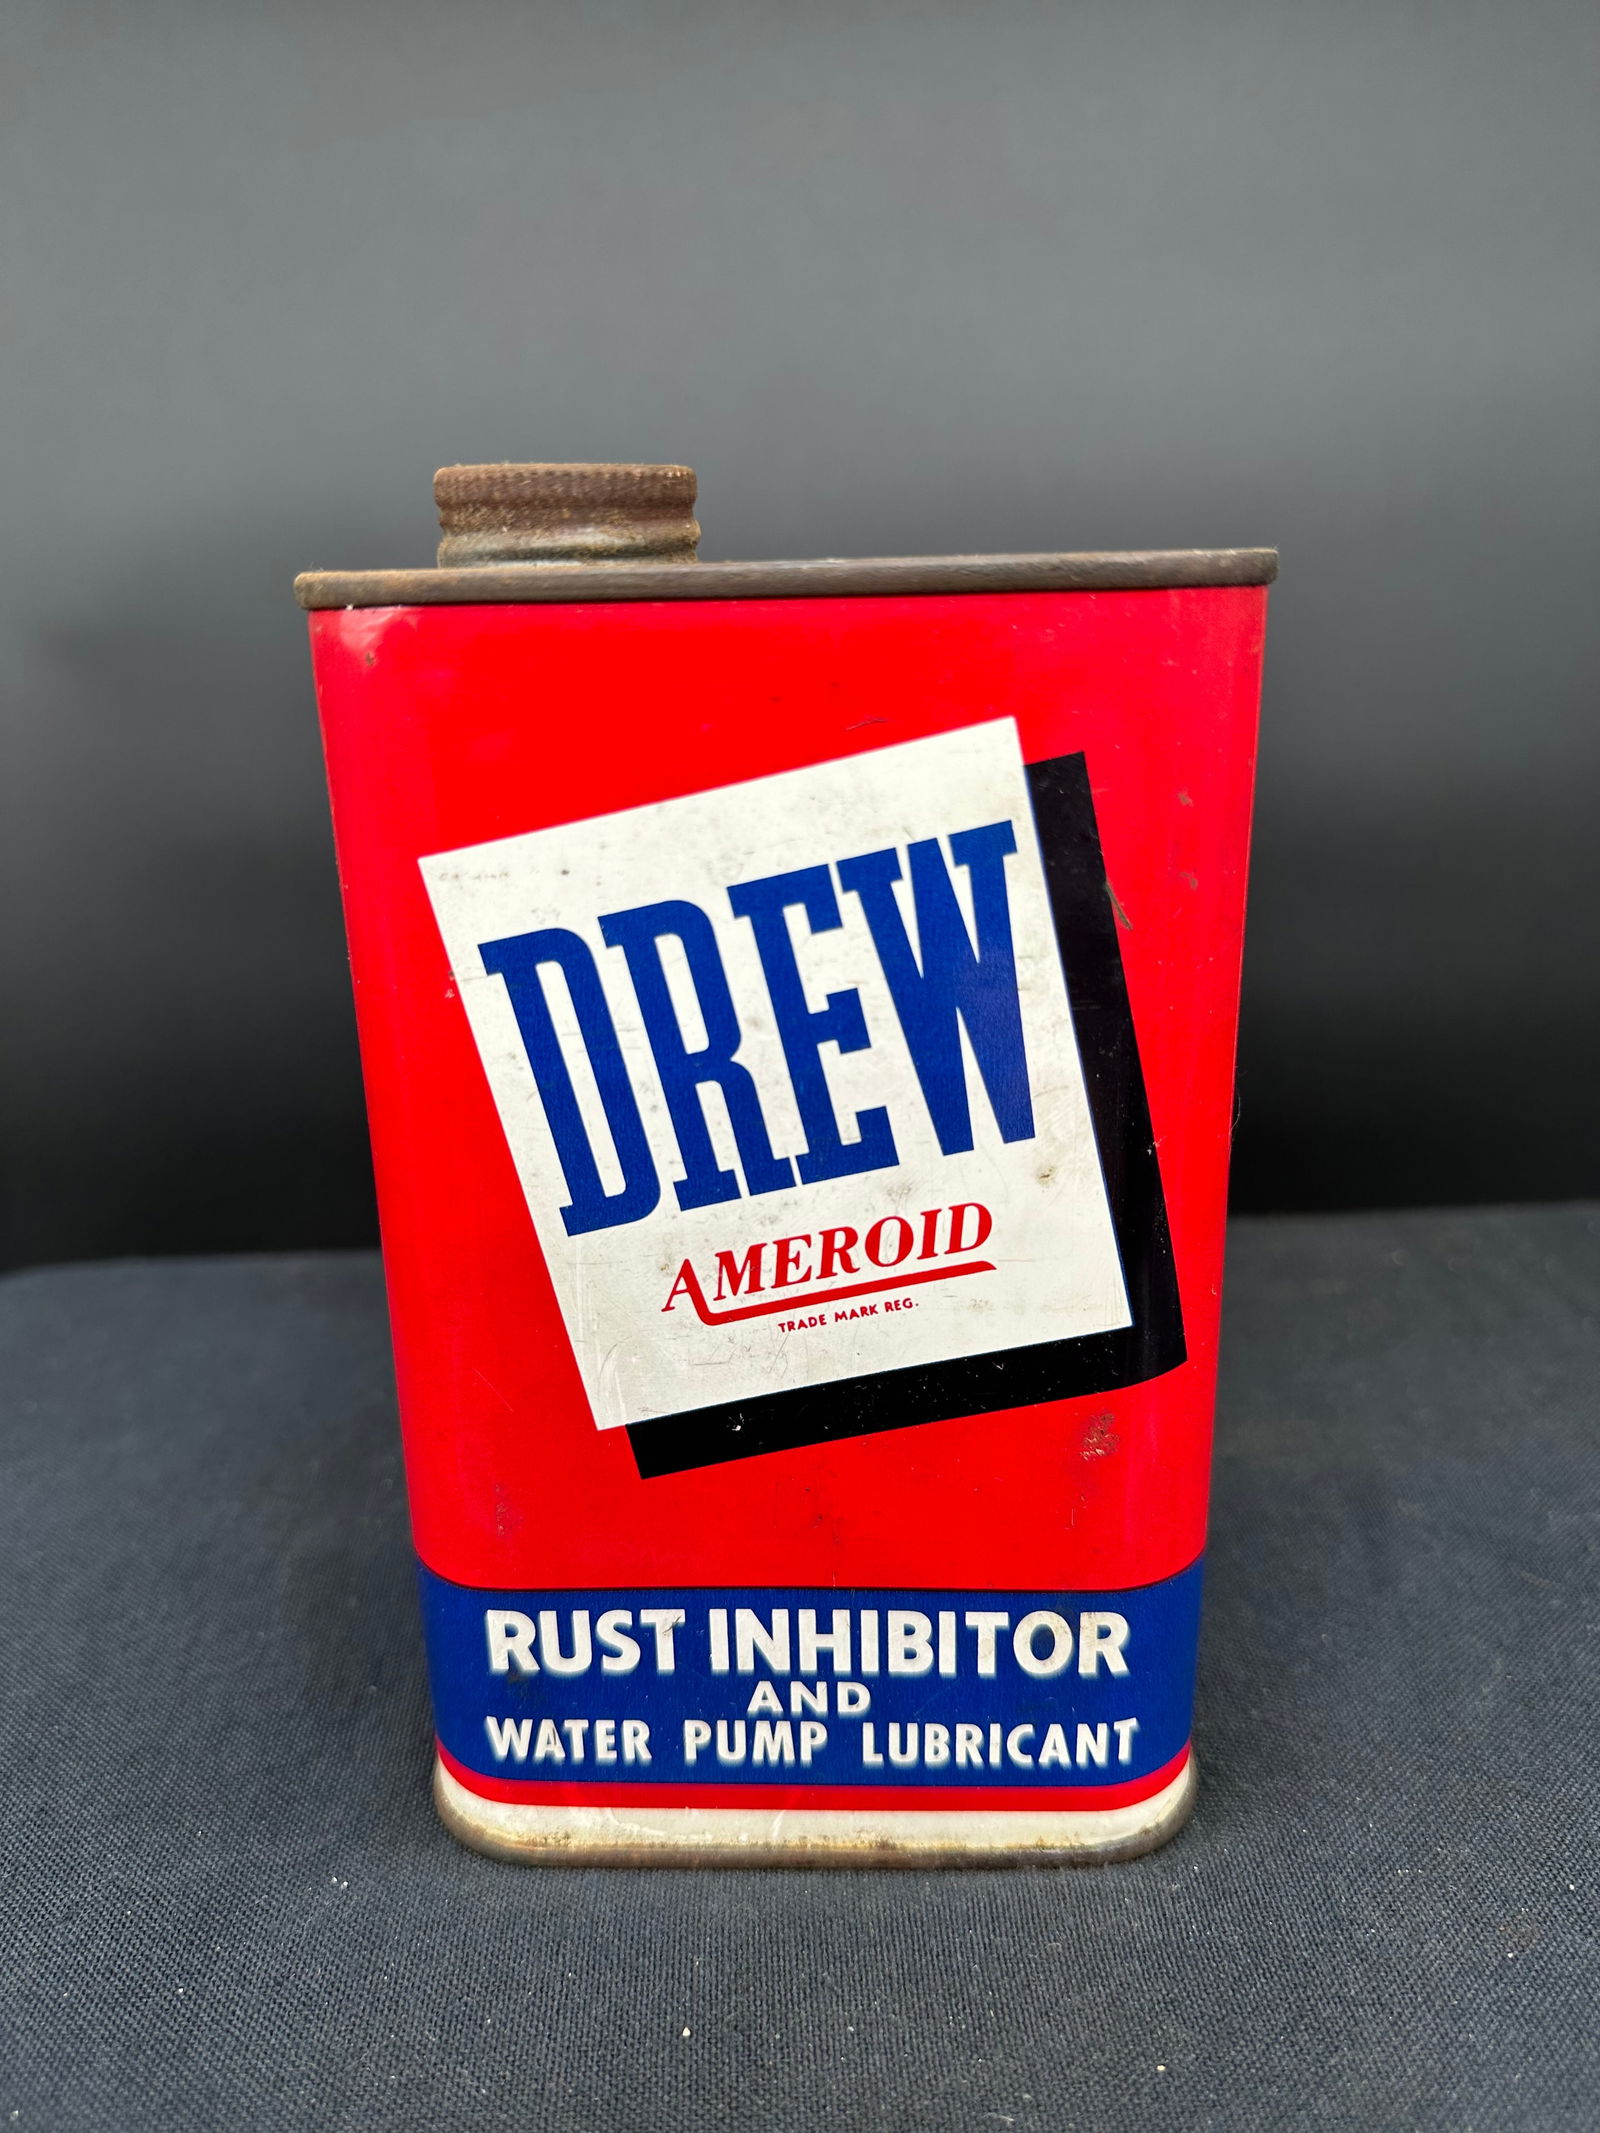 DREW
AMEROID
TRADE MARK REG.
RUST INHIBITOR
AND
WATER PUMP LUBRICANT